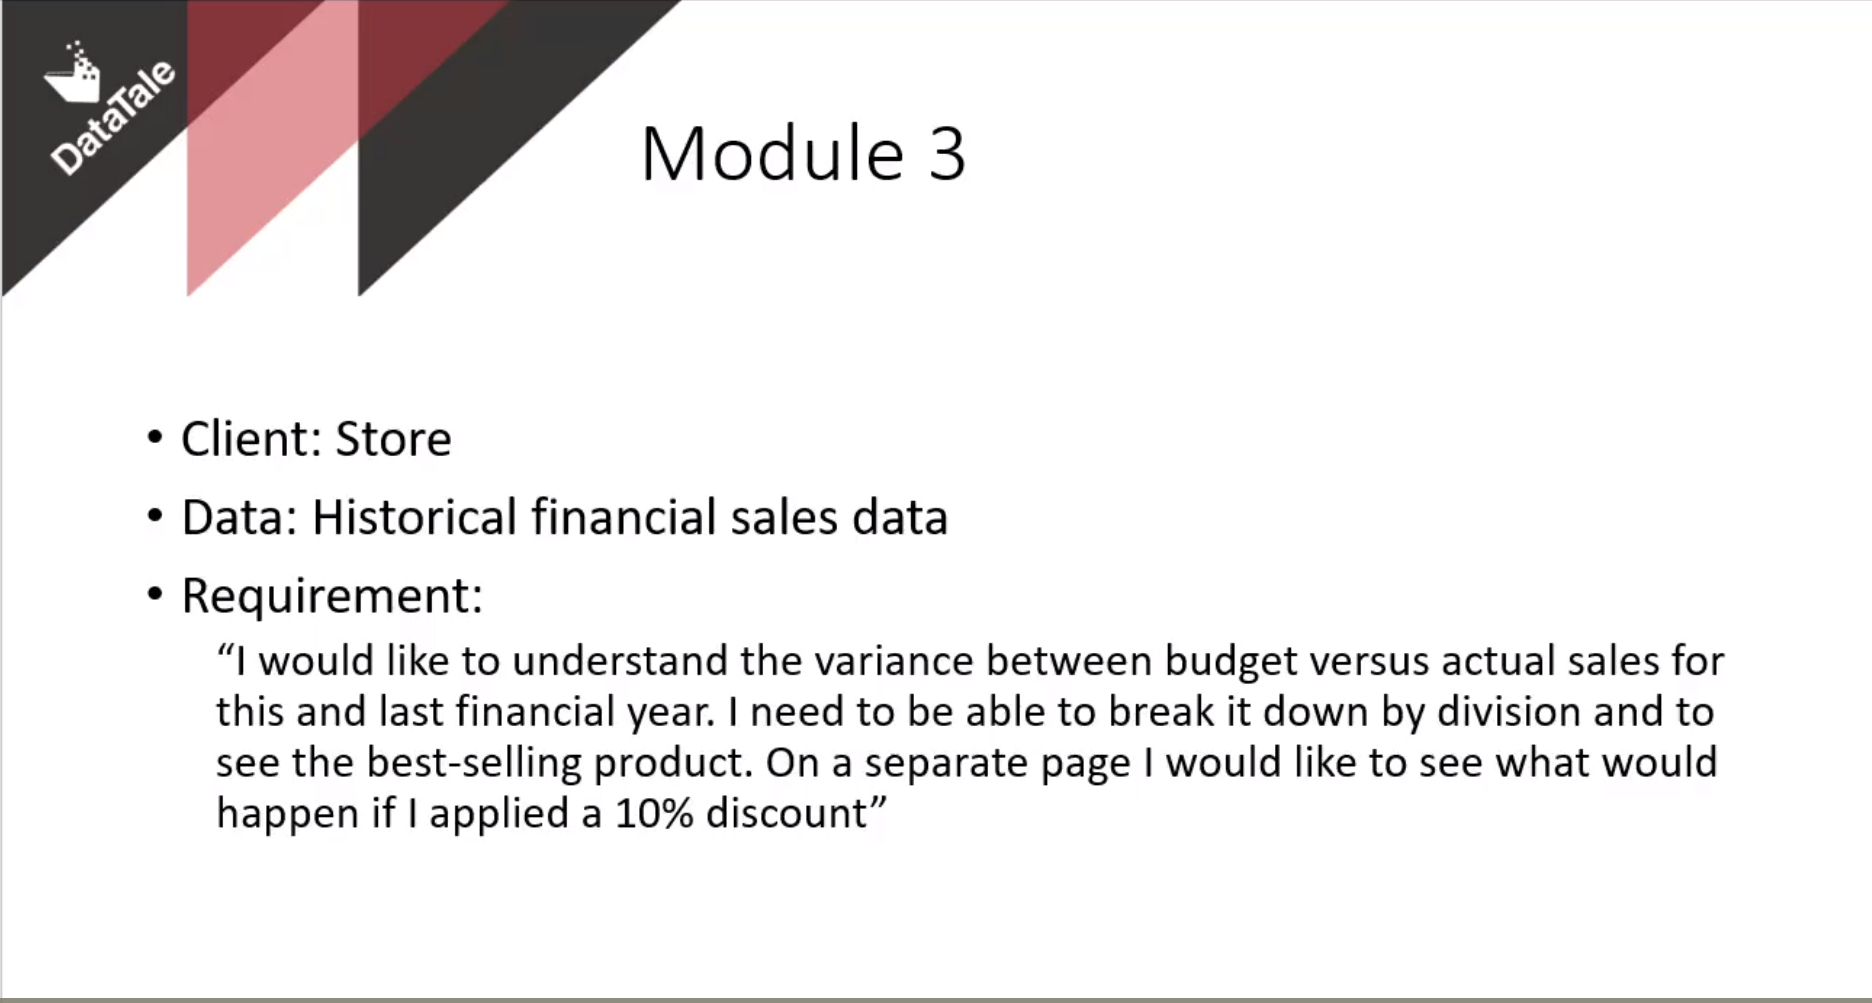 DataTale
Module 3
• Client: Store
• Data: Historical financial sales data
• Requirement:
“I would like to understand the variance between budget versus actual sales for
this and last financial year. I need to be able to break it down by division and to
see the best-selling product. On a separate page I would like to see what would
happen if I applied a 10% discount”